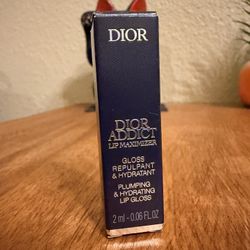 DIOR
DIOR
ADDICT
LIP MAXIMIZER
GLOSS
REPULPANT
& HYDRATANT
PLUMPING
& HYDRATING
LIP GLOSS
2 ml - 0.06 FL.OZ